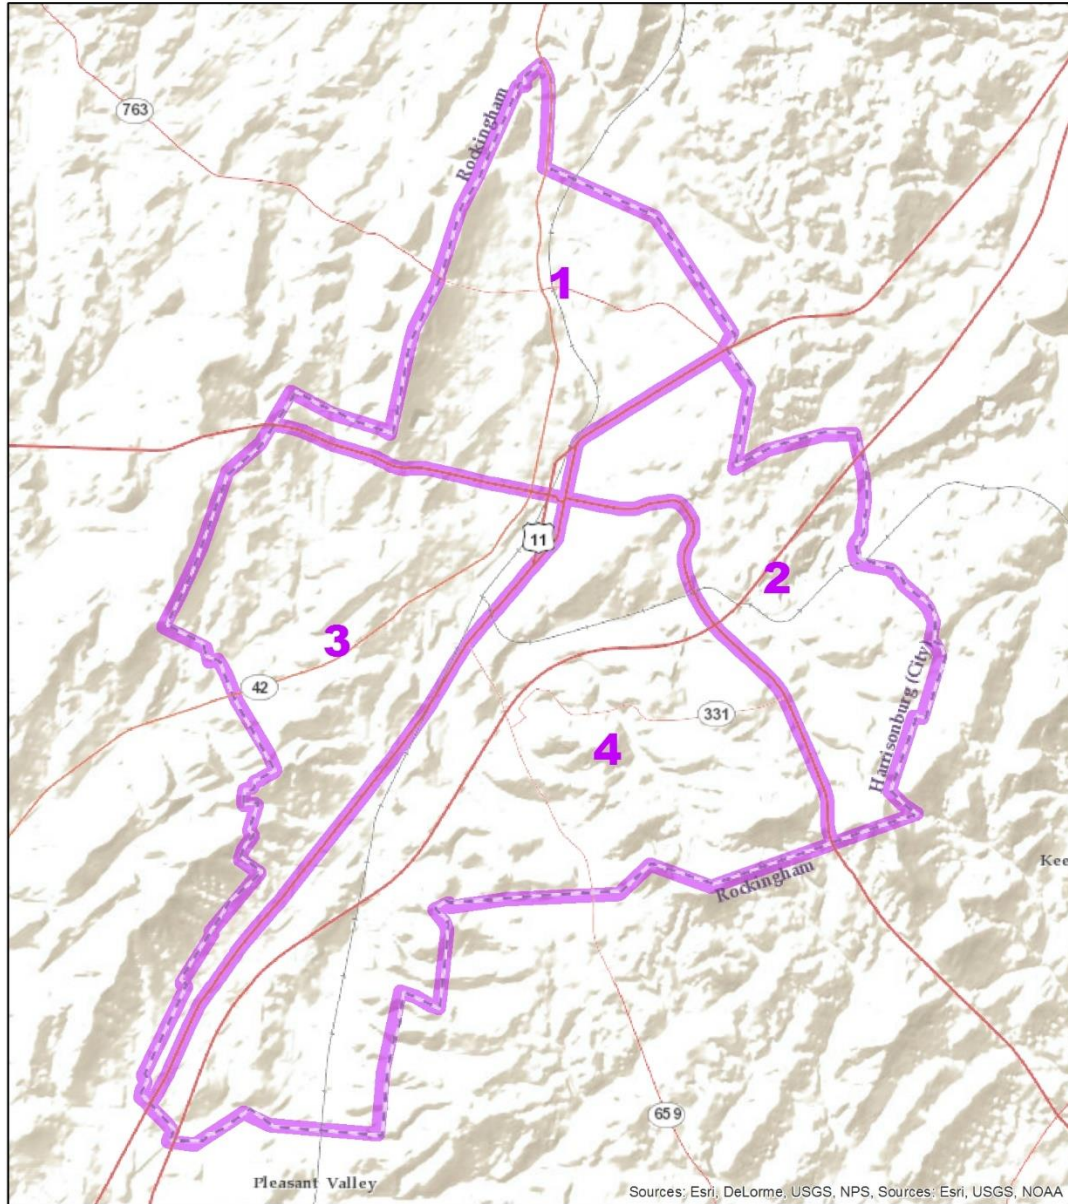 763
Rockingham
1
11
2
3
42
Harrisonburg (City)
331
4
Kee
Rockingham
659
Pleasant Valley
Sources: Esri, DeLorme, USGS, NPS, Sources: Esri, USGS, NOAA